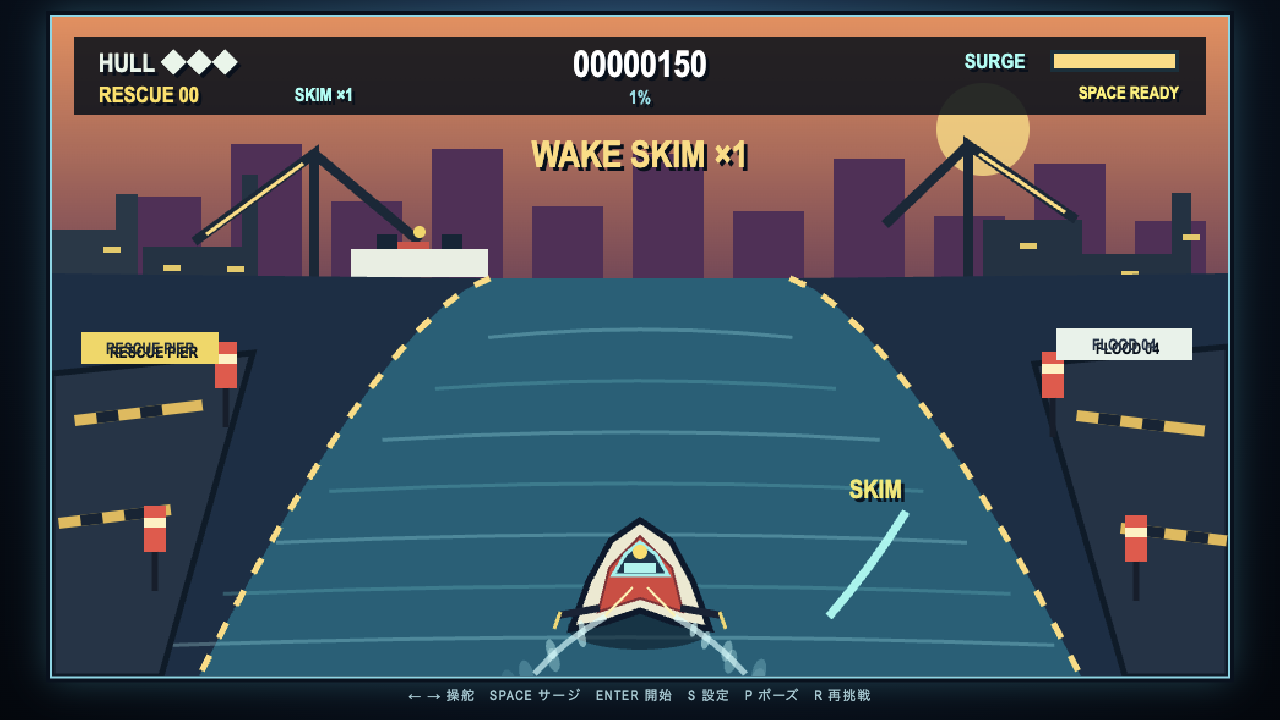 HULL
00000150
SURGE
RESCUE 00
SKIM ×1
1%
SPACE READY
WAKE SKIM ×1
RESCUE PIER
FLOOD 04
SKIM
← → 操舵 SPACE サージ ENTER 開始 S 設定 P ポーズ R 再挑戦